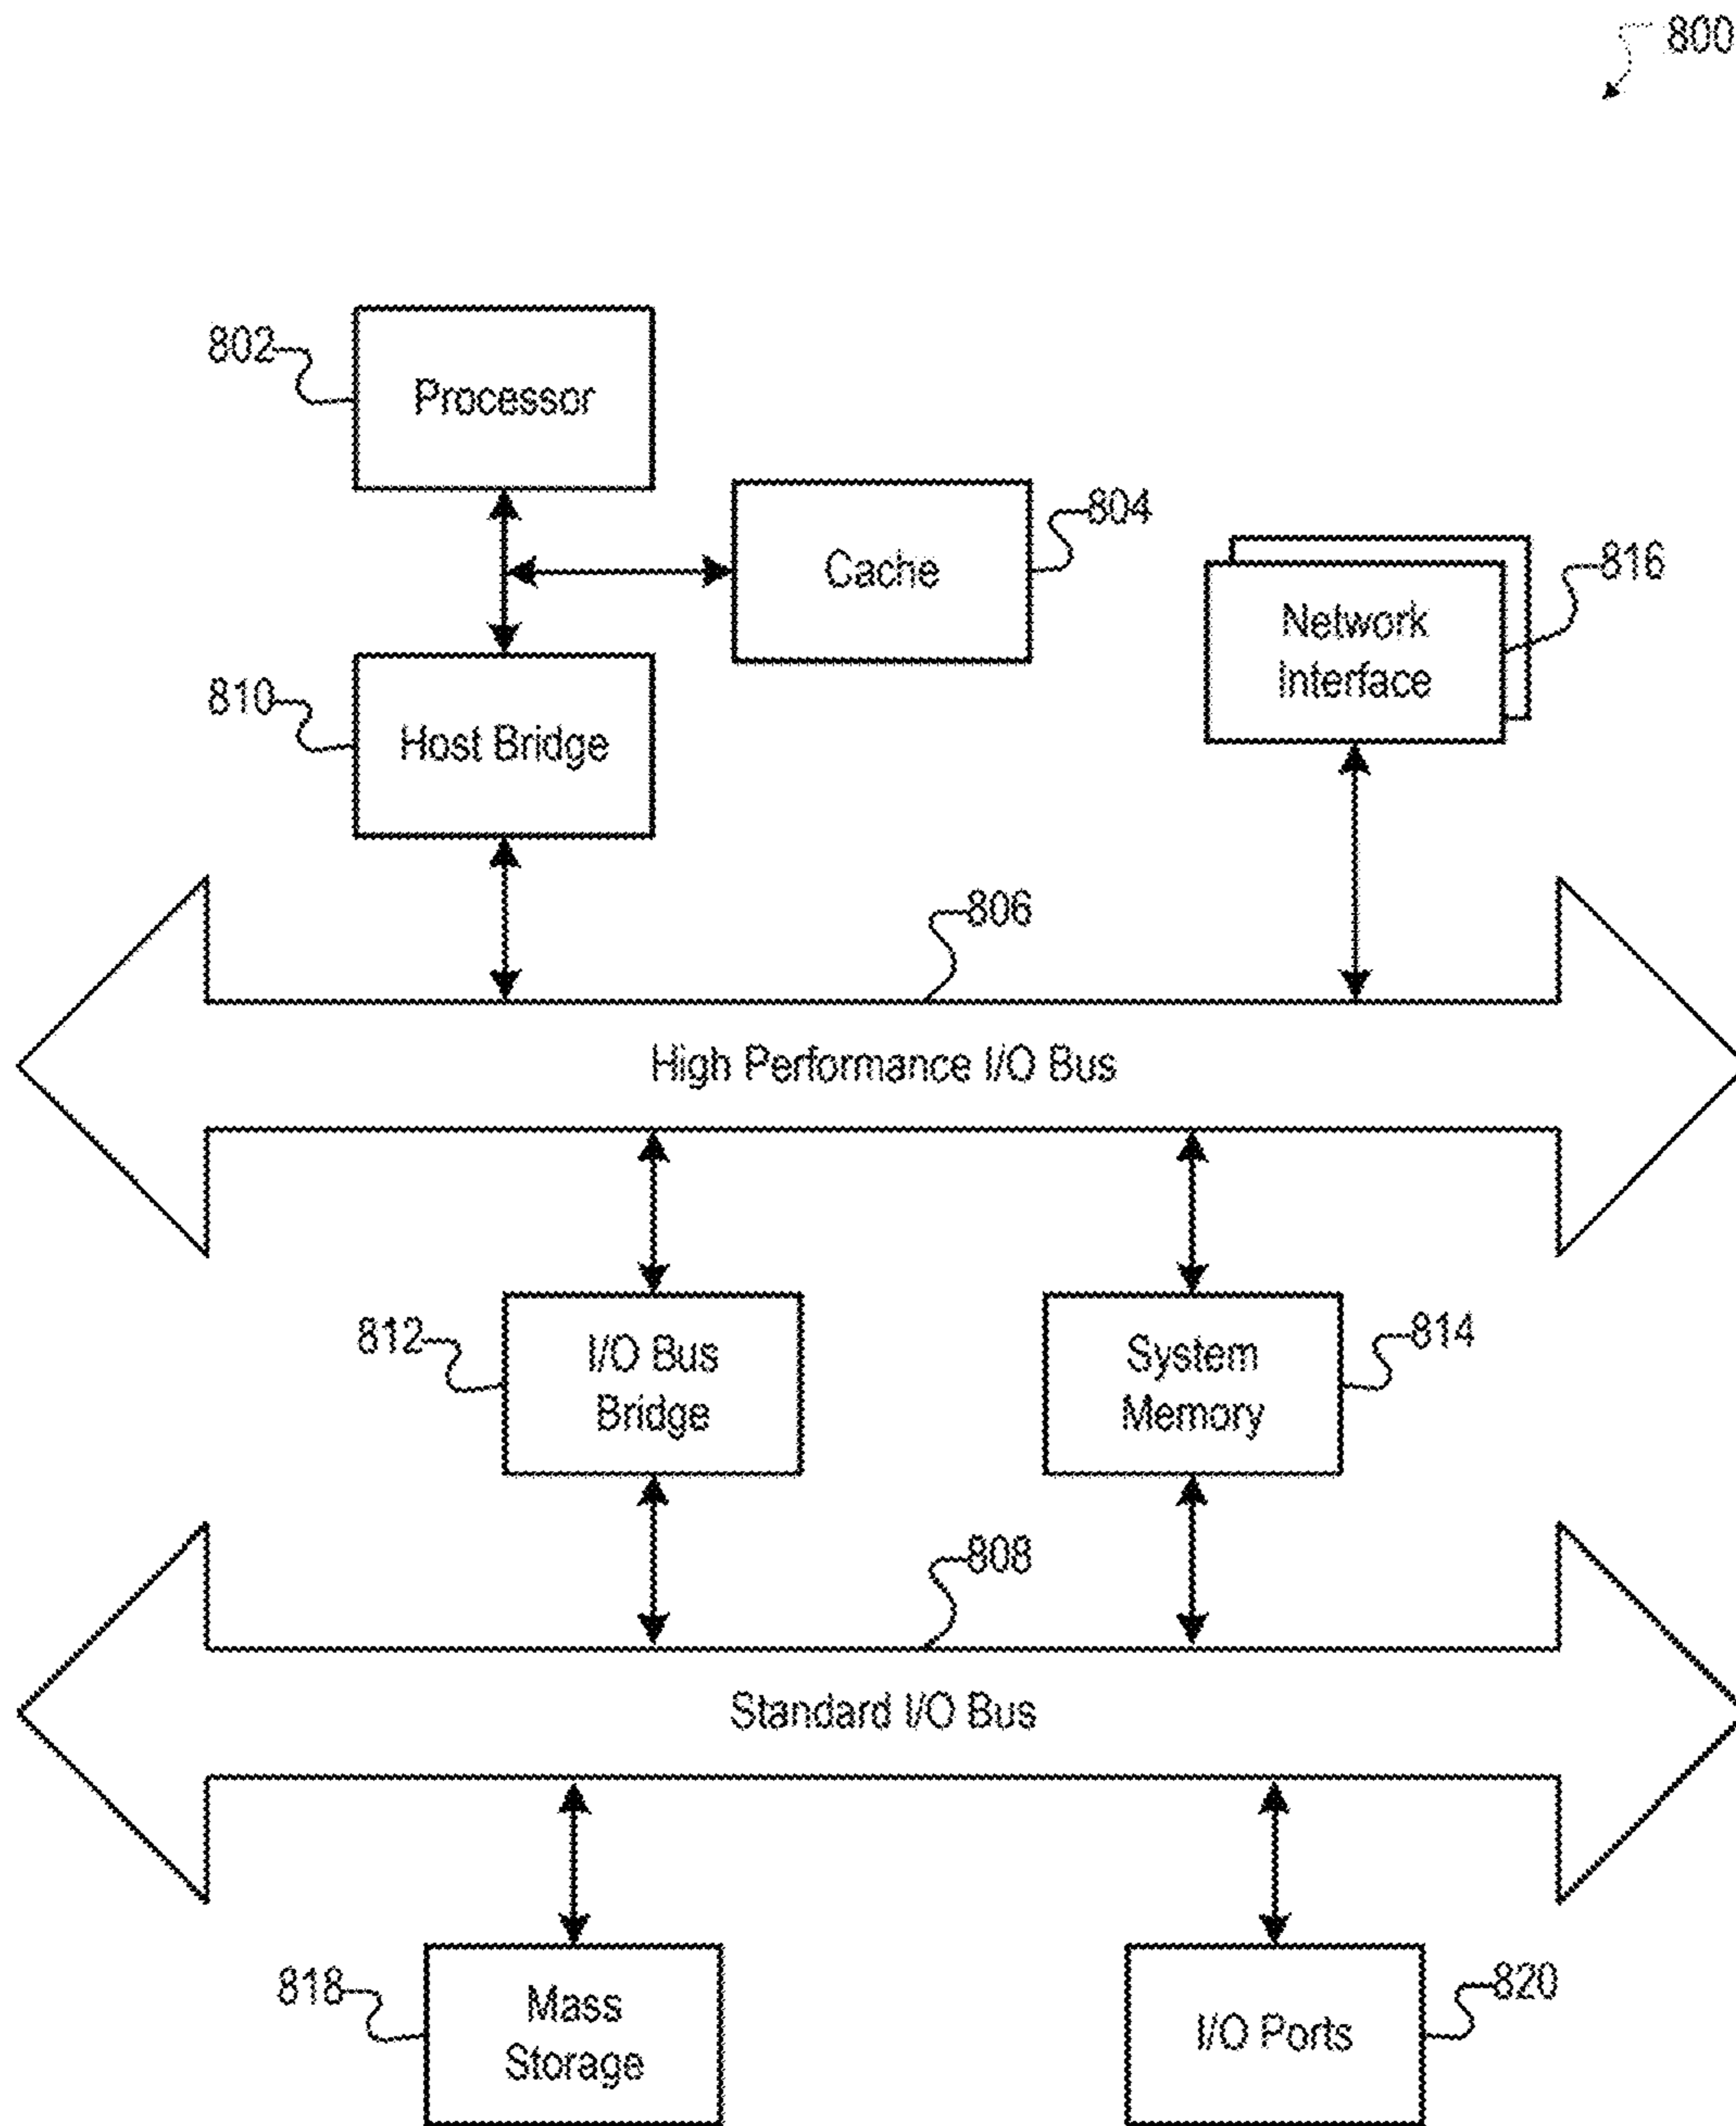 800
802
Processor
804
Cache
816
Network
Interface
810
Host Bridge
806
High Performance I/O Bus
812
I/O Bus
Bridge
System
Memory
814
808
Standard I/O Bus
818
Mass
Storage
I/O Ports
820